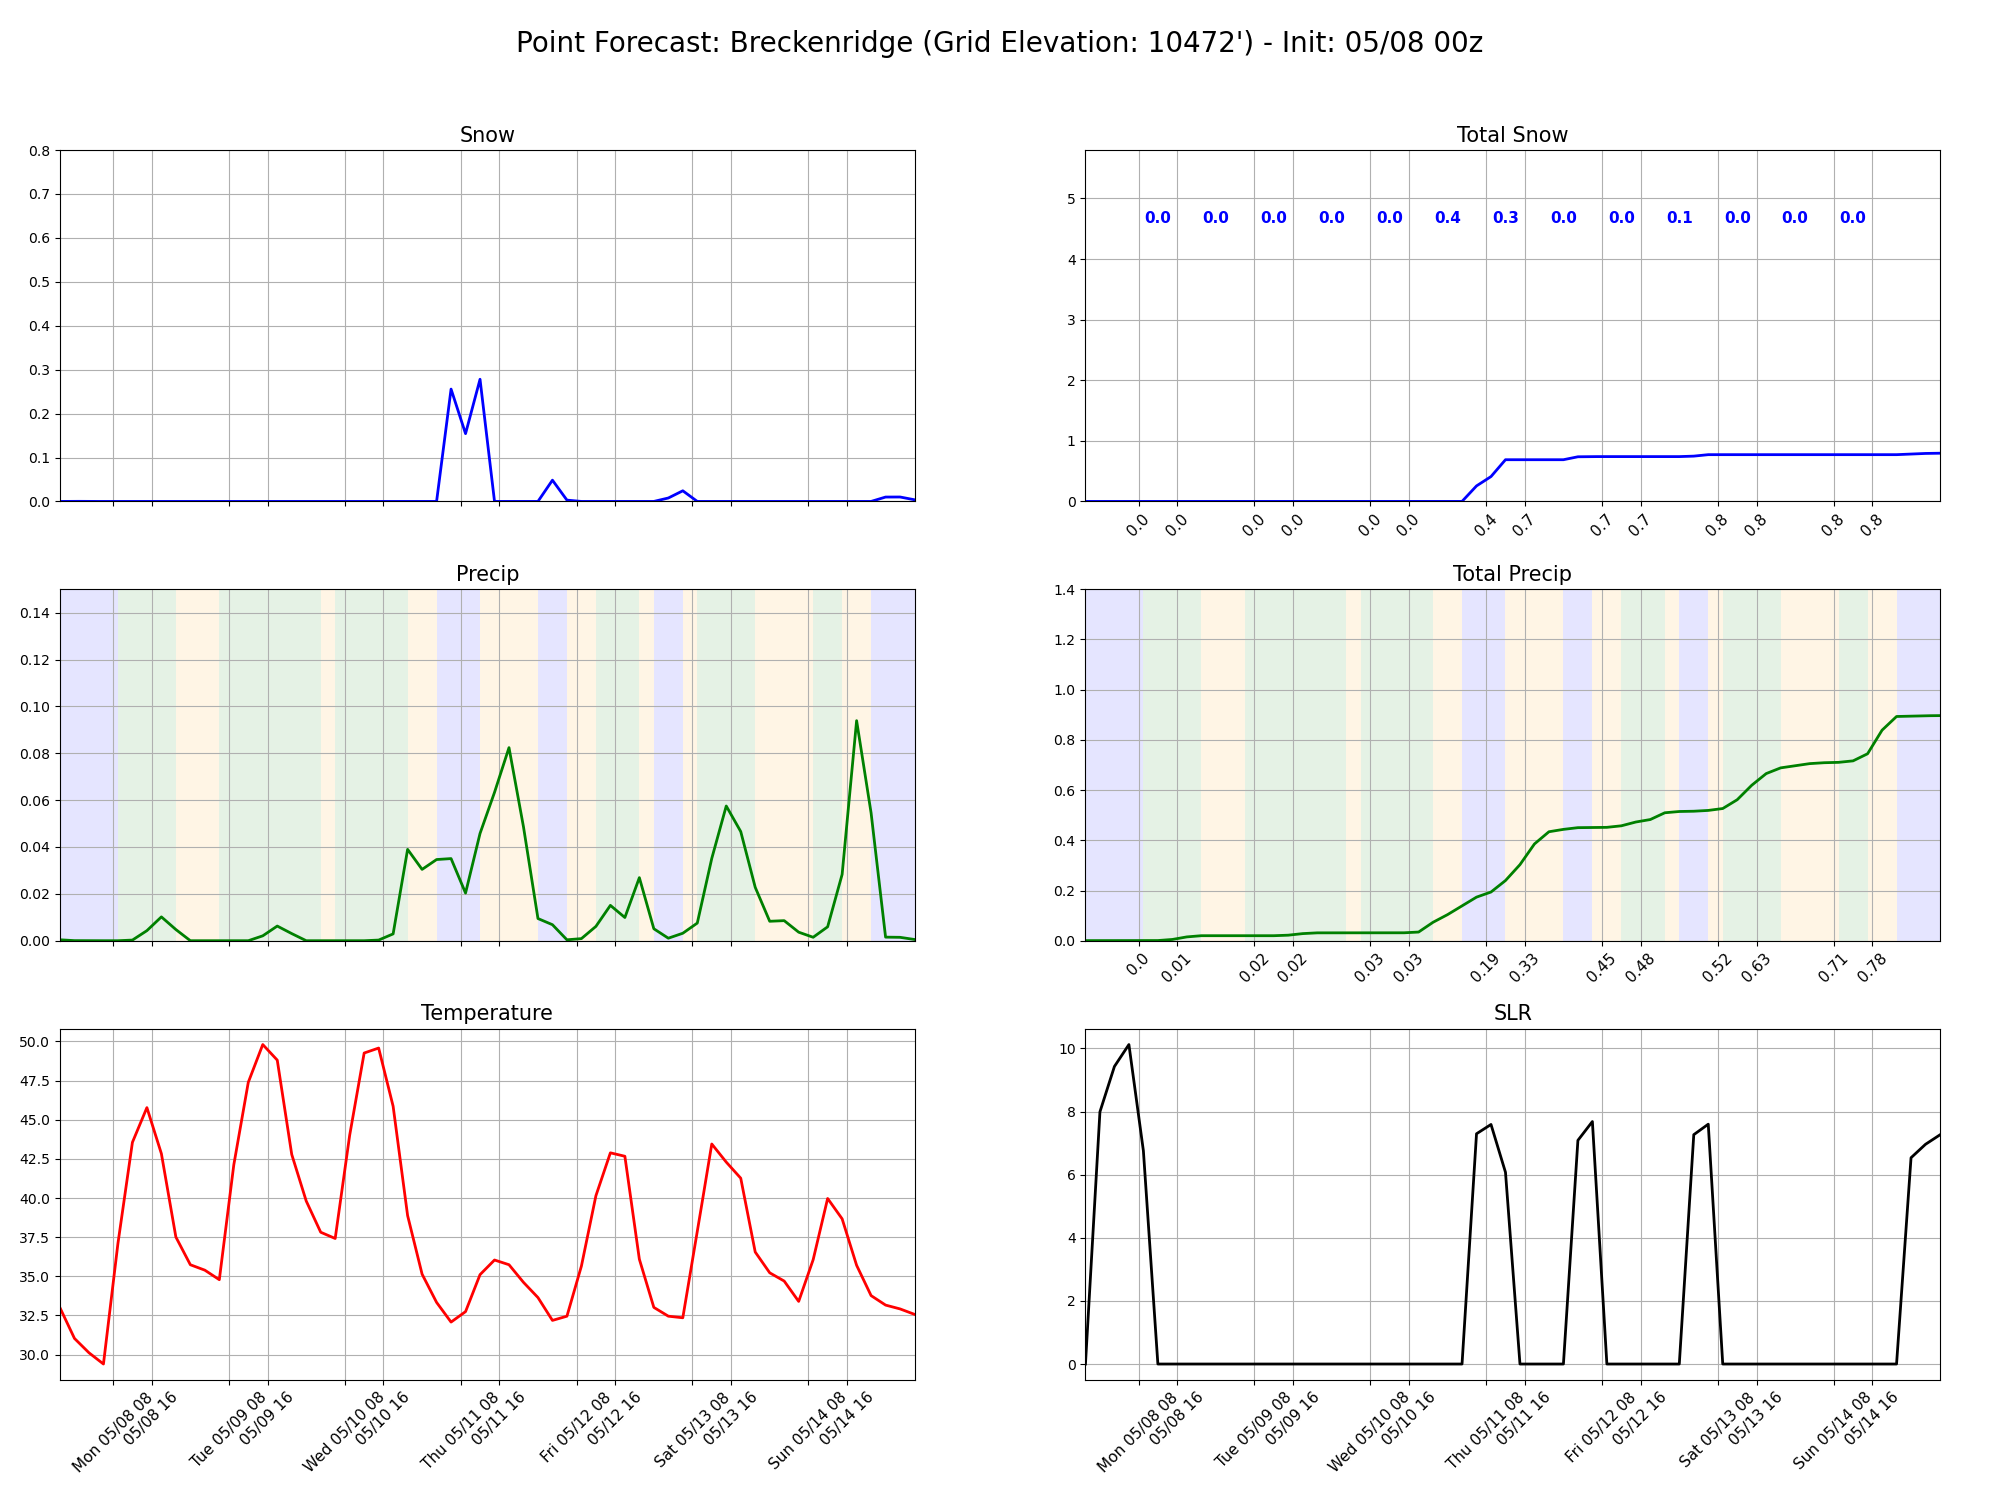 Point Forecast: Breckenridge (Grid Elevation: 10472') - Init: 05/08 00z
Snow
0.8
0.7
0.6
0.5
0.4
0.3
0.2
0.1
0.0
Total Snow
5
4
3
2
1
0
0.0 0.0 0.0 0.0 0.0 0.4 0.3 0.0 0.0 0.1 0.0 0.0 0.0
0.0 0.0 0.0 0.0 0.0 0.0 0.4 0.7 0.7 0.7 0.8 0.8 0.8 0.8
Precip
0.14
0.12
0.10
0.08
0.06
0.04
0.02
0.00
Total Precip
1.4
1.2
1.0
0.8
0.6
0.4
0.2
0.0
0.0 0.01 0.02 0.02 0.03 0.03 0.19 0.33 0.45 0.48 0.52 0.63 0.71 0.78
Temperature
50.0
47.5
45.0
42.5
40.0
37.5
35.0
32.5
30.0
Mon 05/08 08
05/08 16
Tue 05/09 08
05/09 16
Wed 05/10 08
05/10 16
Thu 05/11 08
05/11 16
Fri 05/12 08
05/12 16
Sat 05/13 08
05/13 16
Sun 05/14 08
05/14 16
SLR
10
8
6
4
2
0
Mon 05/08 08
05/08 16
Tue 05/09 08
05/09 16
Wed 05/10 08
05/10 16
Thu 05/11 08
05/11 16
Fri 05/12 08
05/12 16
Sat 05/13 08
05/13 16
Sun 05/14 08
05/14 16